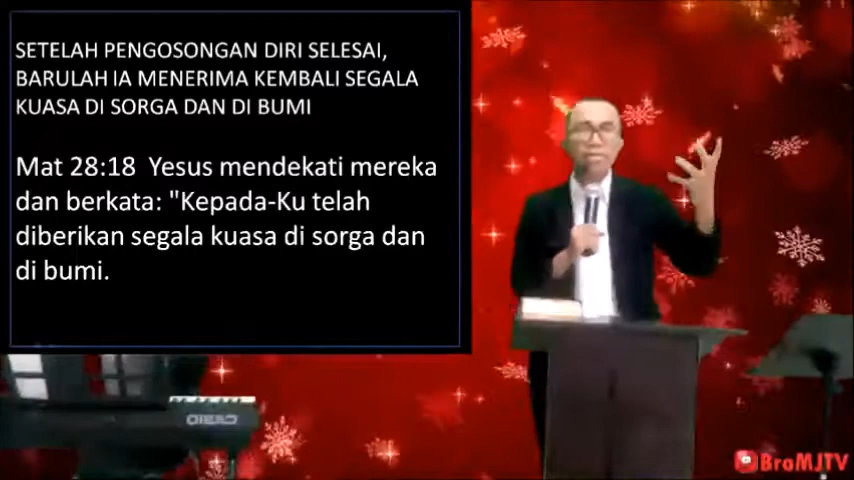 SETELAH PENGOSONGAN DIRI SELESAI,
BARULAH IA MENERIMA KEMBALI SEGALA
KUASA DI SORGA DAN DI BUMI
Mat 28:18 Yesus mendekati mereka
dan berkata: "Kepada-Ku telah
diberikan segala kuasa di sorga dan
di bumi.
CASIO
BroMJTV